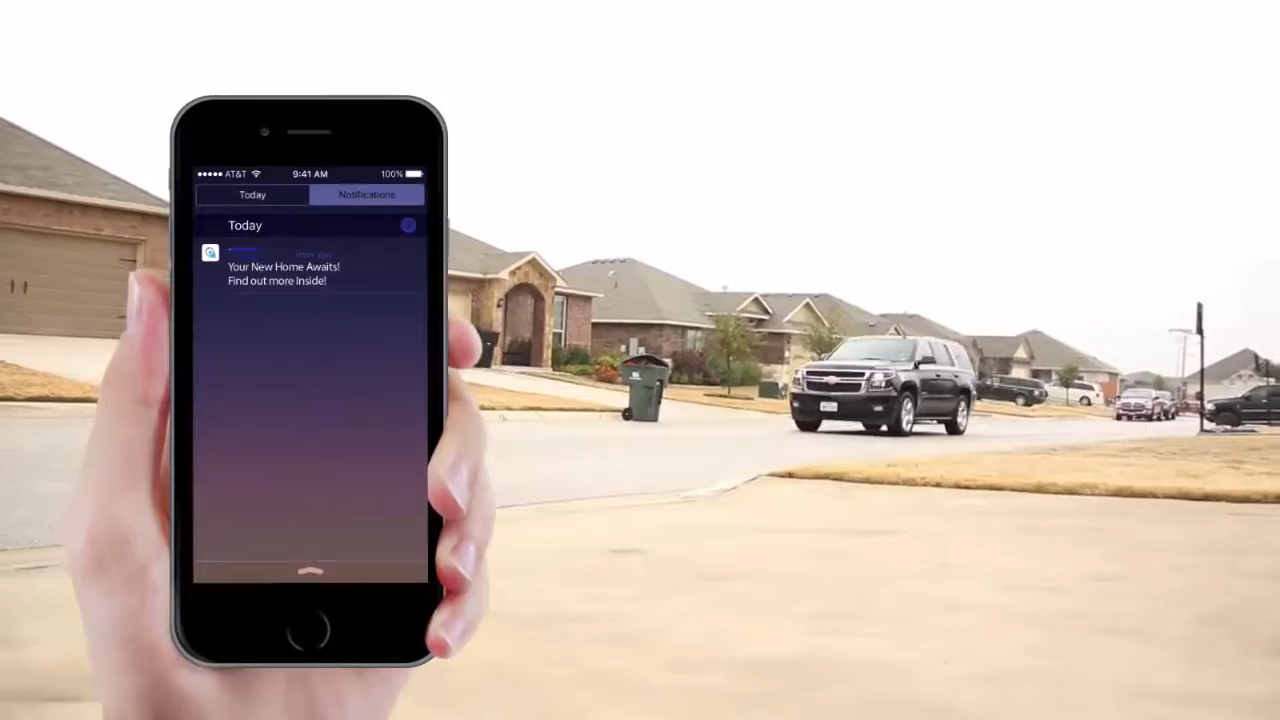 AT&T 9:41 AM 100%
Today Notifications
Today
Your New Home Awaits!
Find out more Inside!